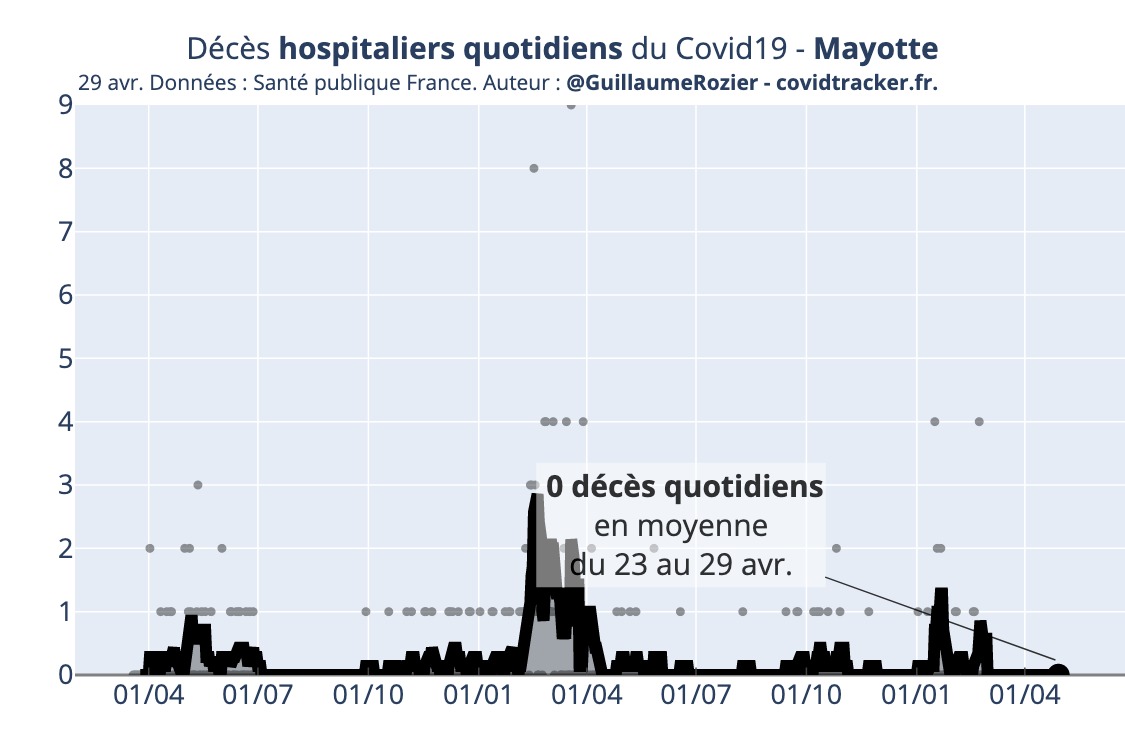 Décès hospitaliers quotidiens du Covid19 - Mayotte
29 avr. Données : Santé publique France. Auteur : @GuillaumeRozier - covidtracker.fr.
9
8
7
6
5
4
3
2
1
0
0 décès quotidiens
en moyenne
du 23 au 29 avr.
01/04 01/07 01/10 01/01 01/04 01/07 01/10 01/01 01/04